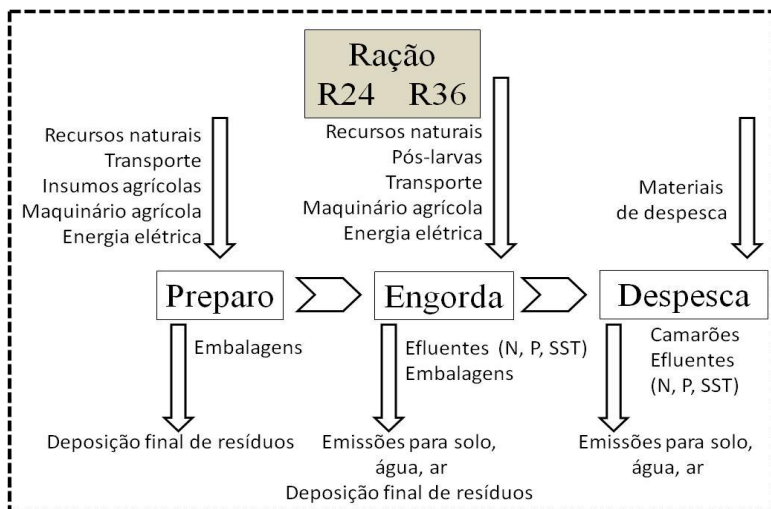 Ração
R24 R36
Recursos naturais
Transporte
Insumos agrícolas
Maquinário agrícola
Energia elétrica
Recursos naturais
Pós-larvas
Transporte
Maquinário agrícola
Energia elétrica
Materiais
de despesca
Preparo
Engorda
Despesca
Embalagens
Efluentes (N, P, SST)
Embalagens
Camarões
Efluentes
(N, P, SST)
Deposição final de resíduos
Emissões para solo,
água, ar
Deposição final de resíduos
Emissões para solo,
água, ar